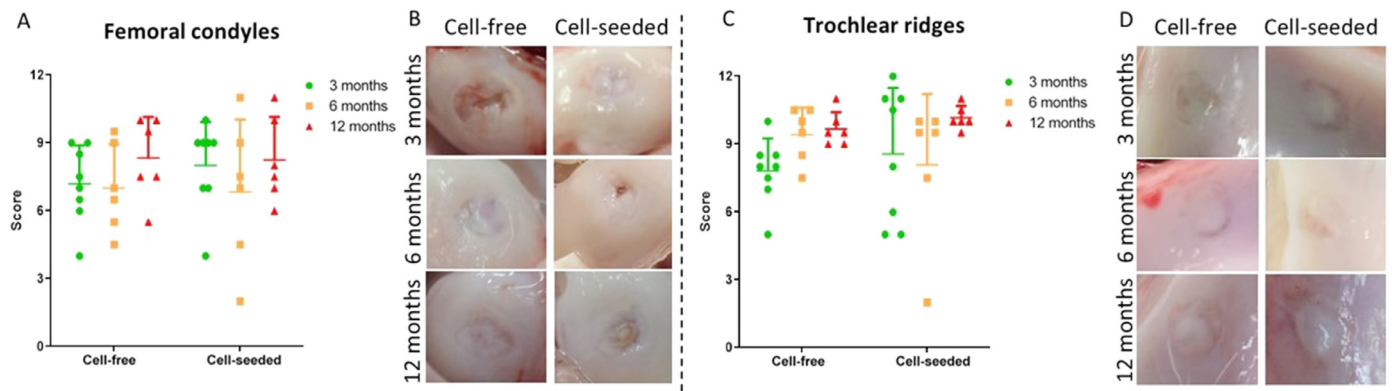 A
Femoral condyles
12
9
6
3
0
Score
Cell-free
Cell-seeded
3 months
6 months
12 months
B
Cell-free
Cell-seeded
3 months
6 months
12 months
C
Trochlear ridges
12
9
6
3
0
Score
Cell-free
Cell-seeded
3 months
6 months
12 months
D
Cell-free
Cell-seeded
3 months
6 months
12 months